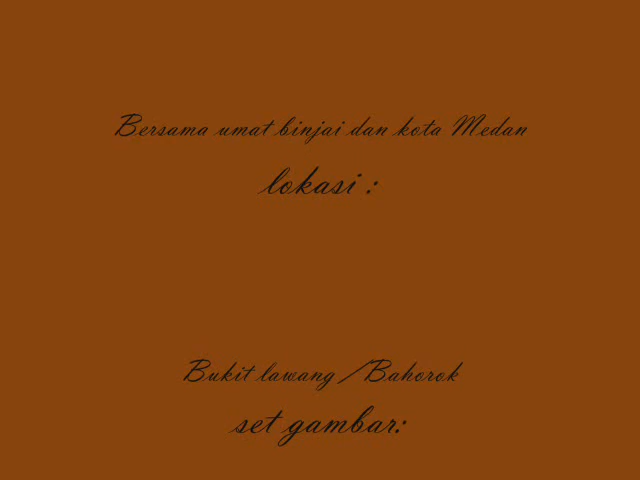 Bersama umat binjai dan kota Medan
lokasi :
Bukit lawang / Bahorok
set gambar: